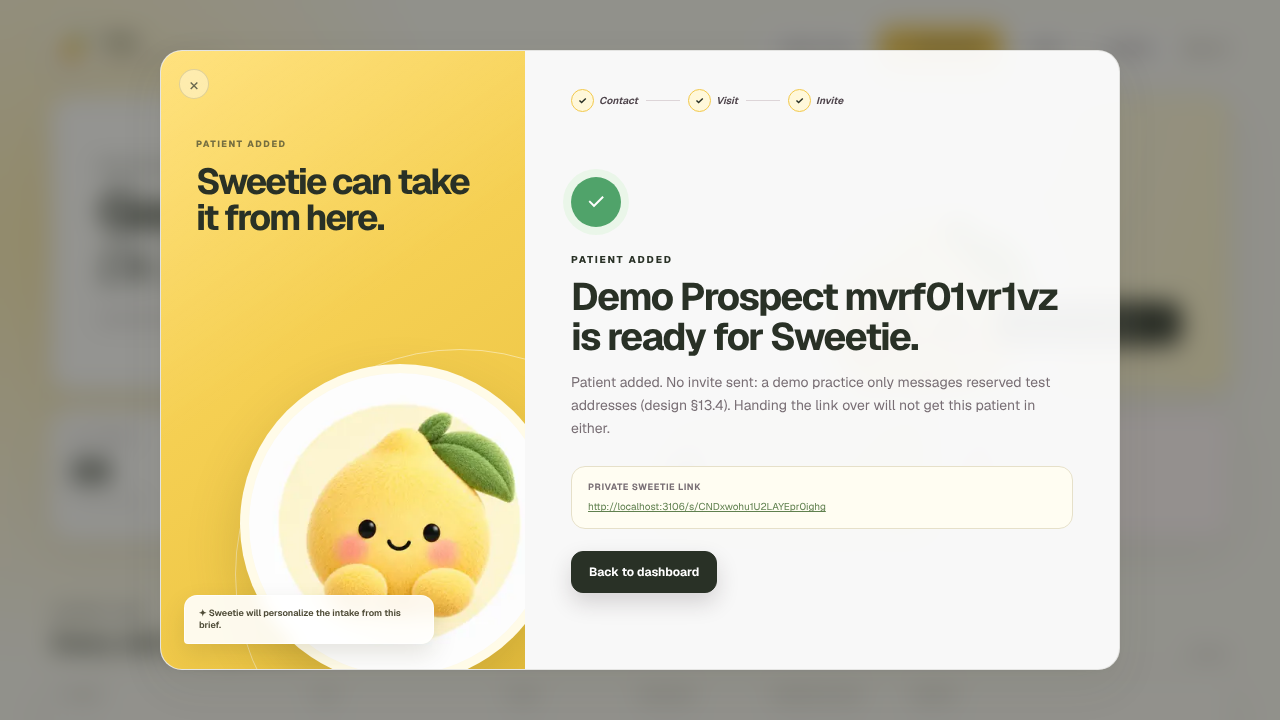 PATIENT ADDED
Sweetie can take
it from here.
✦ Sweetie will personalize the intake from this
brief.
Contact
Visit
Invite
PATIENT ADDED
Demo Prospect mvrf01vr1vz
is ready for Sweetie.
Patient added. No invite sent: a demo practice only messages reserved test
addresses (design §13.4). Handing the link over will not get this patient in
either.
PRIVATE SWEETIE LINK
http://localhost:3106/s/CNDxwohu1U2LAYEpr0ighg
Back to dashboard